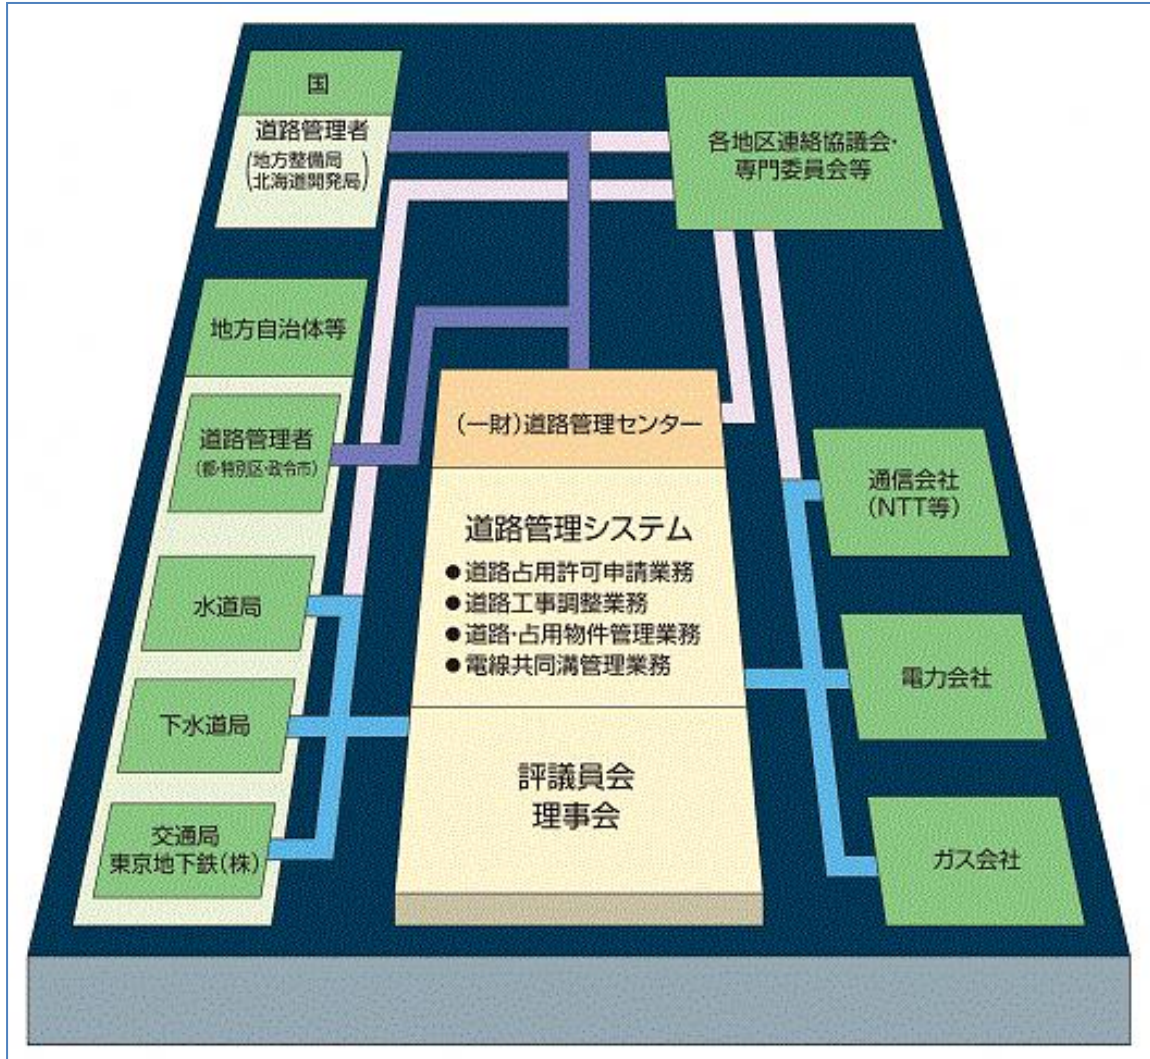 国
道路管理者
(地方整備局
北海道開発局)
各地区連絡協議会・
専門委員会等
地方自治体等
道路管理者
(都・特別区・政令市)
水道局
下水道局
交通局
東京地下鉄(株)
(一財)道路管理センター
道路管理システム
●道路占用許可申請業務
●道路工事調整業務
●道路・占用物件管理業務
●電線共同溝管理業務
評議員会
理事会
通信会社
(NTT等)
電力会社
ガス会社